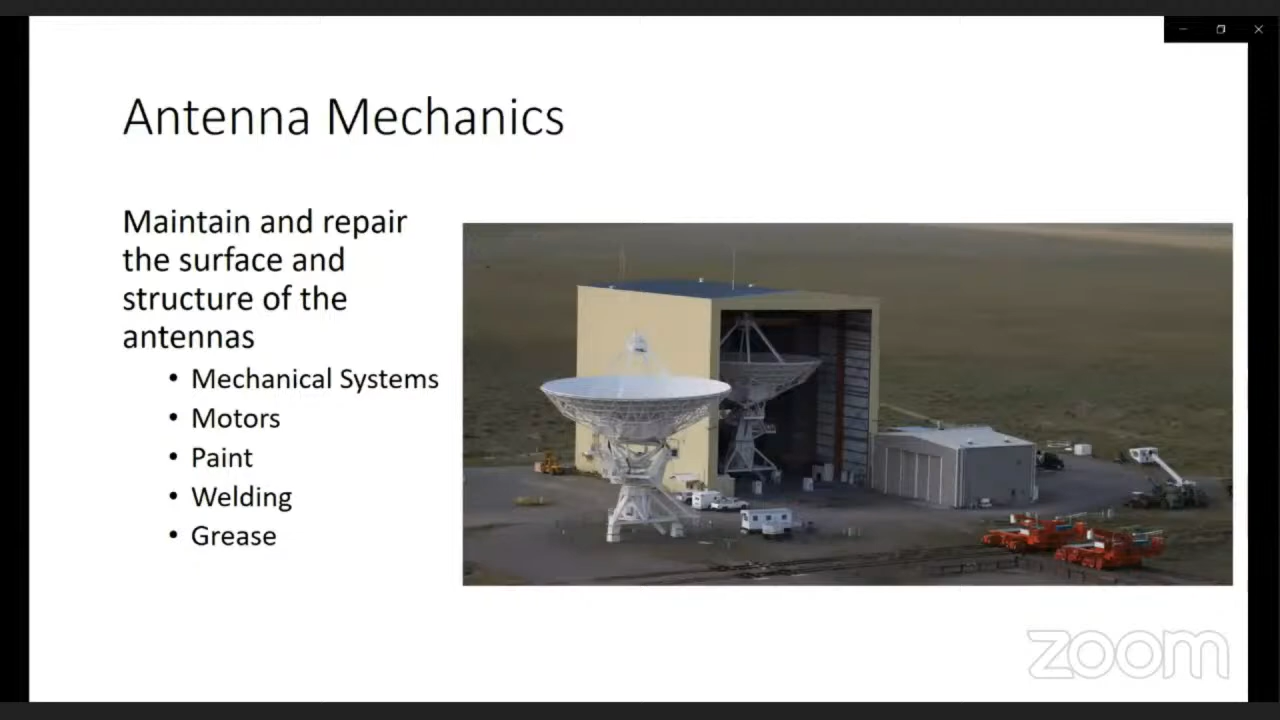 Antenna Mechanics
Maintain and repair
the surface and
structure of the
antennas
• Mechanical Systems
• Motors
• Paint
• Welding
• Grease
zoom